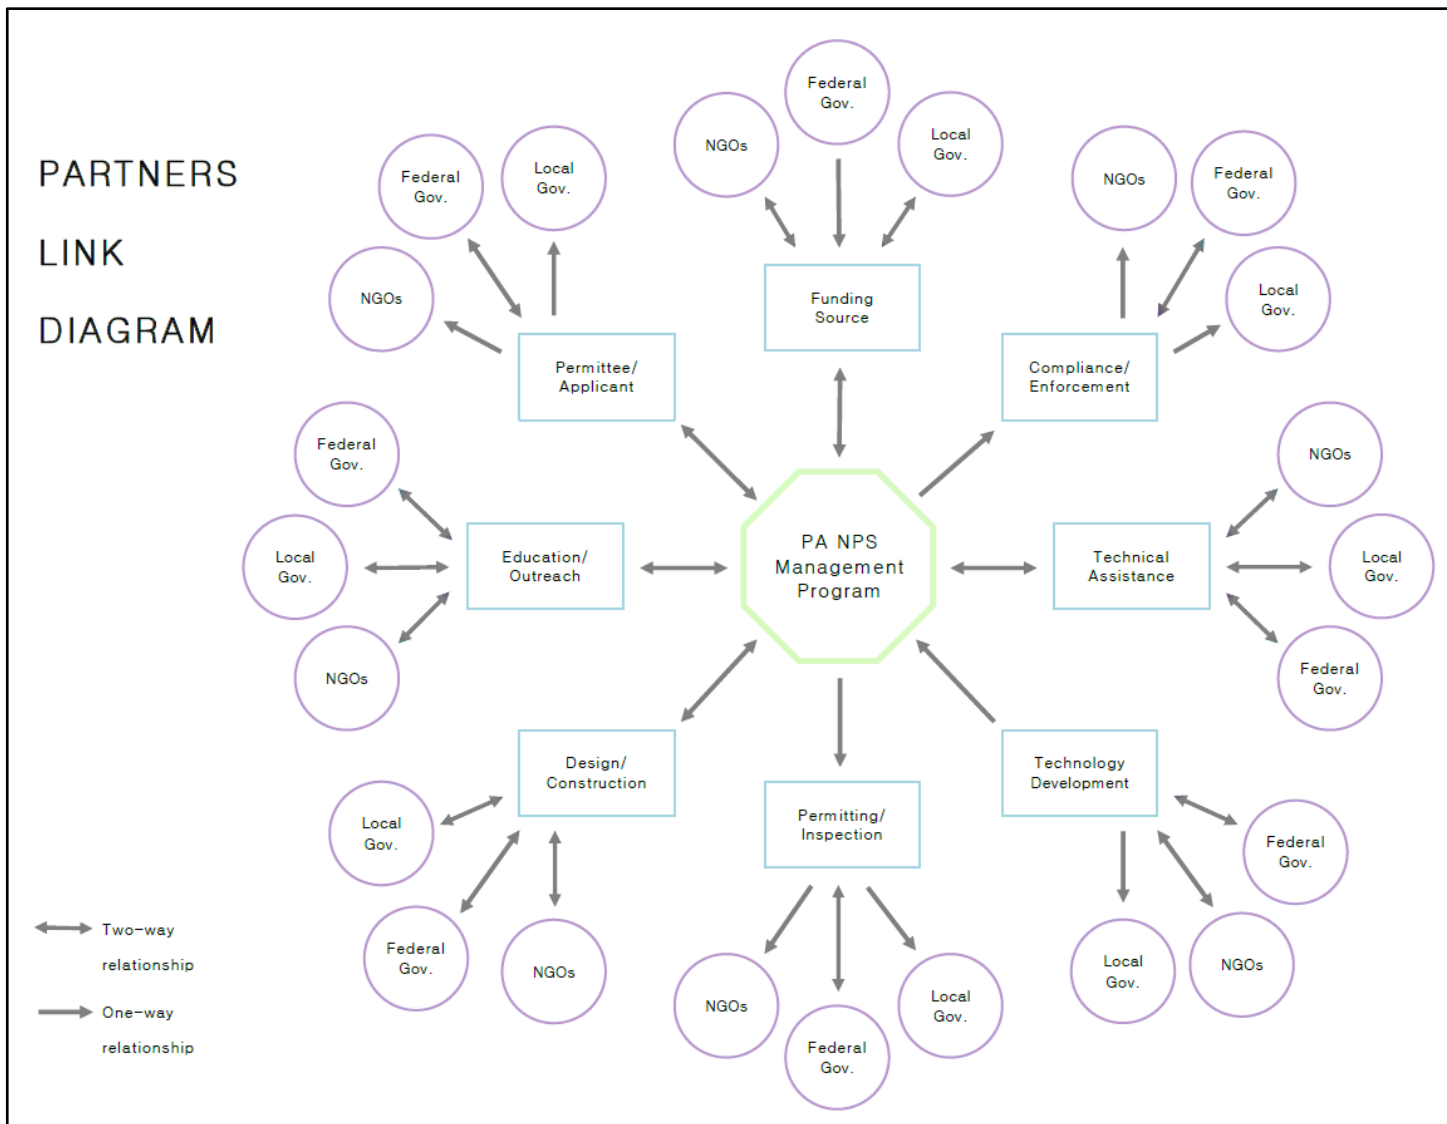 PARTNERS
LINK
DIAGRAM
Federal
Gov.
NGOs
Local
Gov.
Funding
Source
Federal
Gov.
Local
Gov.
NGOs
Permittee/
Applicant
NGOs
Federal
Gov.
Local
Gov.
Compliance/
Enforcement
Federal
Gov.
Local
Gov.
NGOs
Education/
Outreach
PA NPS
Management
Program
NGOs
Local
Gov.
Federal
Gov.
Technical
Assistance
Design/
Construction
Local
Gov.
Federal
Gov.
NGOs
Permitting/
Inspection
NGOs
Federal
Gov.
Local
Gov.
Technology
Development
Federal
Gov.
Local
Gov.
NGOs
Two-way
relationship
One-way
relationship